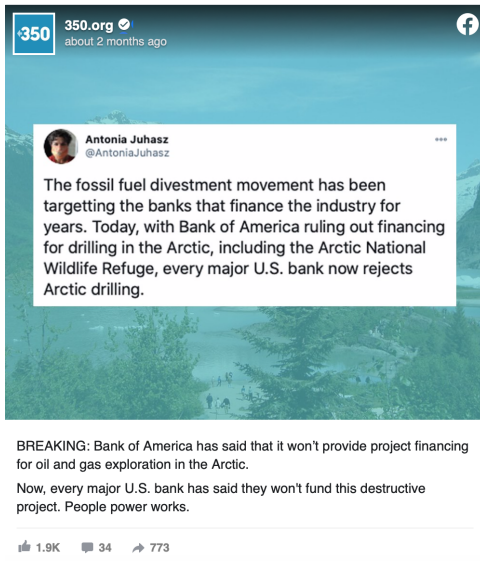 350
350.org
about 2 months ago
Antonia Juhasz
@AntoniaJuhasz
The fossil fuel divestment movement has been
targetting the banks that finance the industry for
years. Today, with Bank of America ruling out financing
for drilling in the Arctic, including the Arctic National
Wildlife Refuge, every major U.S. bank now rejects
Arctic drilling.
BREAKING: Bank of America has said that it won't provide project financing
for oil and gas exploration in the Arctic.
Now, every major U.S. bank has said they won't fund this destructive
project. People power works.
1.9K 34 773